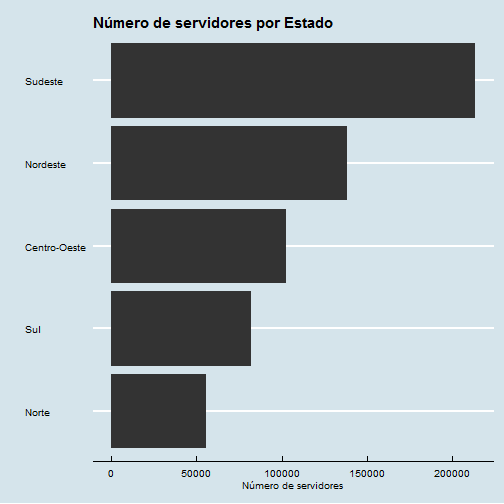 Número de servidores por Estado
Sudeste
Nordeste
Centro-Oeste
Sul
Norte
0 50000 100000 150000 200000
Número de servidores